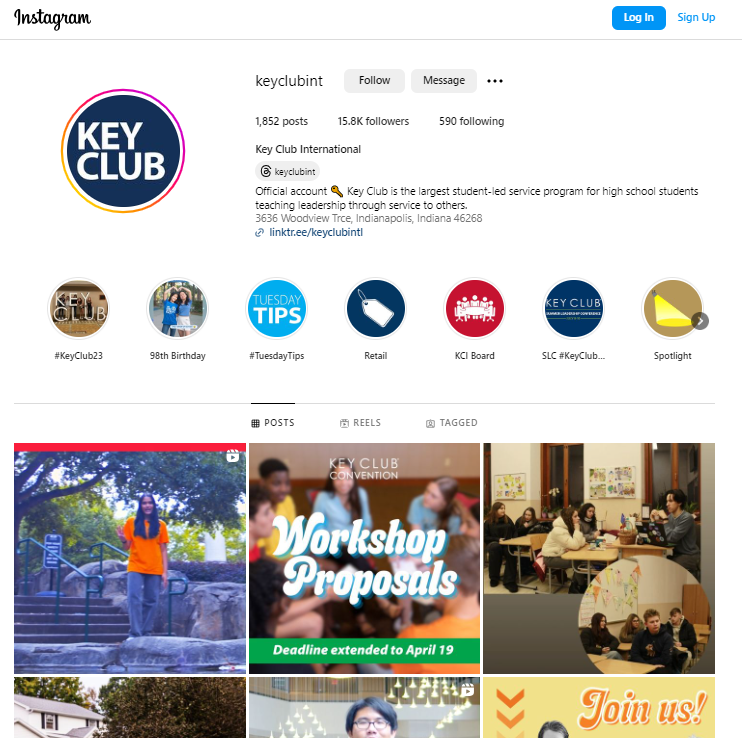 Instagram
Log In
Sign Up
KEY
CLUB
keyclubint
Follow
Message
1,852 posts
15.8K followers
590 following
Key Club International
keyclubint
Official account 🔑 Key Club is the largest student-led service program for high school students
teaching leadership through service to others.
3636 Woodview Trce, Indianapolis, Indiana 46268
linktr.ee/keyclubintl
KEY
CLUB
TUESDAY
TIPS
KEY CLUB
#KeyClub23
98th Birthday
#TuesdayTips
Retail
KCI Board
SLC #KeyClub...
Spotlight
POSTS
REELS
TAGGED
KEY CLUB
CONVENTION
Workshop
Proposals
Deadline extended to April 19
Join us!